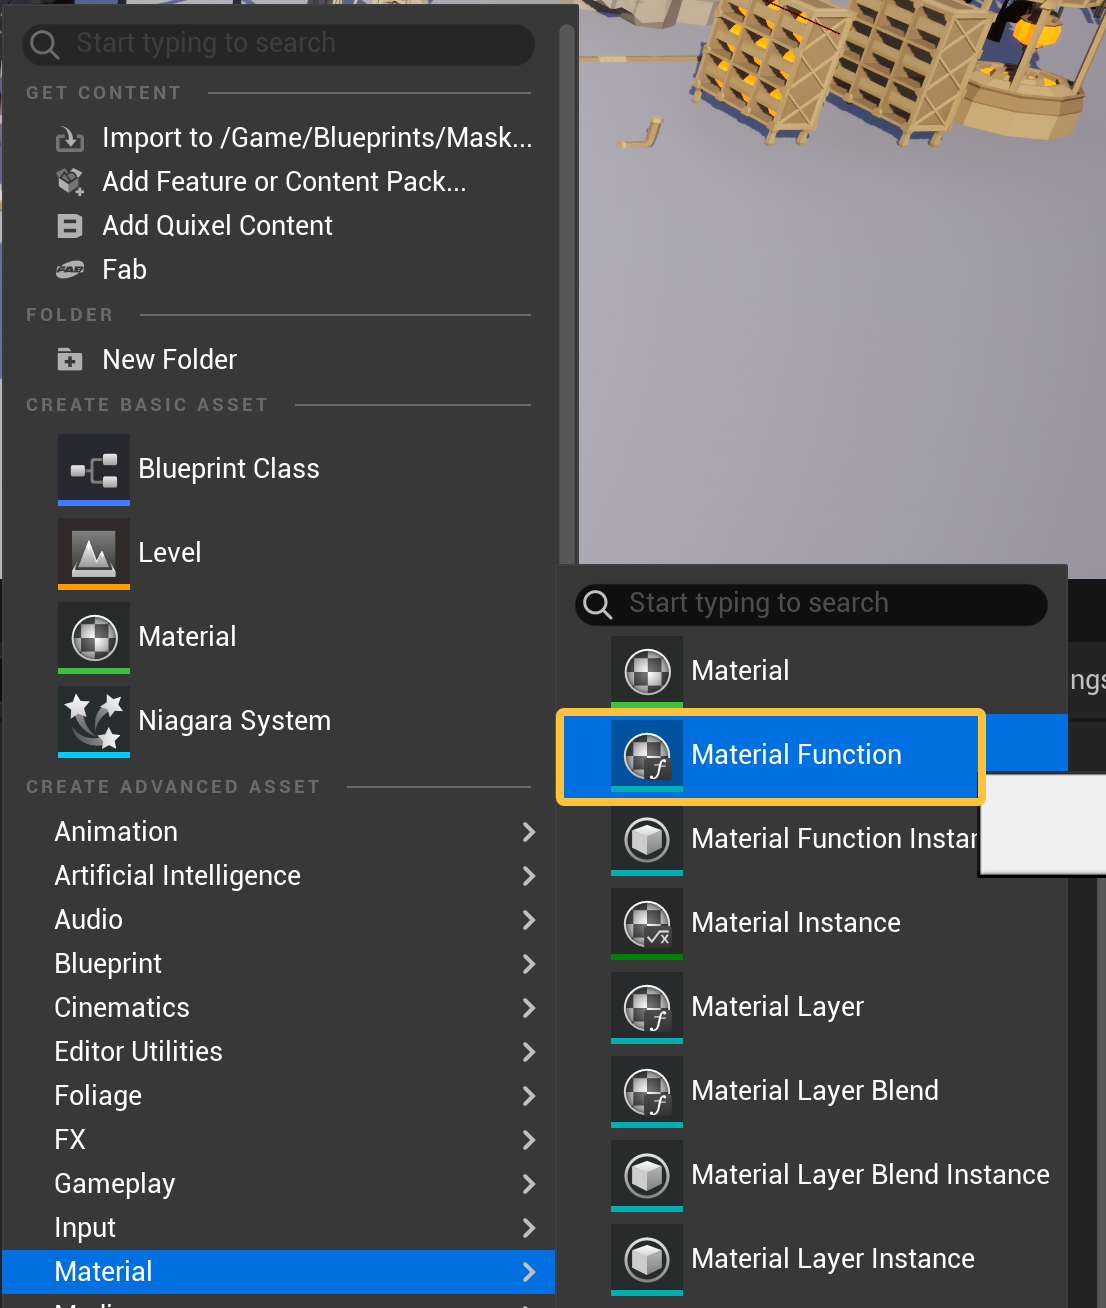 Start typing to search
GET CONTENT
Import to /Game/Blueprints/Mask...
Add Feature or Content Pack...
Add Quixel Content
FAB
Fab
FOLDER
New Folder
CREATE BASIC ASSET
Blueprint Class
Level
Material
Niagara System
CREATE ADVANCED ASSET
Animation
Artificial Intelligence
Audio
Blueprint
Cinematics
Editor Utilities
Foliage
FX
Gameplay
Input
Material
Start typing to search
Material
Material Function
Material Function Instan
Material Instance
Material Layer
Material Layer Blend
Material Layer Blend Instance
Material Layer Instance
ngs